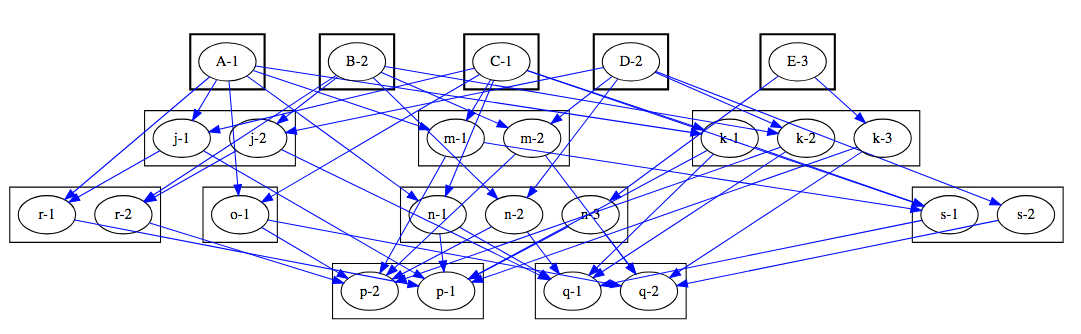 A-1 B-2 C-1 D-2 E-3
j-1 j-2 m-1 m-2 k-1 k-2 k-3
r-1 r-2 o-1 n-1 n-2 n-3 s-1 s-2
p-2 p-1 q-1 q-2